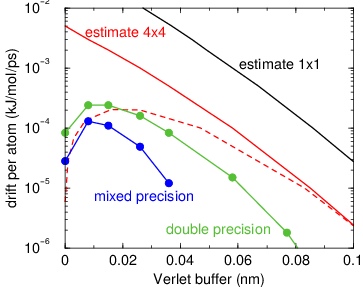 10⁻²
estimate 4x4
estimate 1x1
10⁻³
drift per atom (kJ/mol/ps)
10⁻⁴
10⁻⁵
mixed precision
double precision
10⁻⁶
0 0.02 0.04 0.06 0.08 0.1
Verlet buffer (nm)